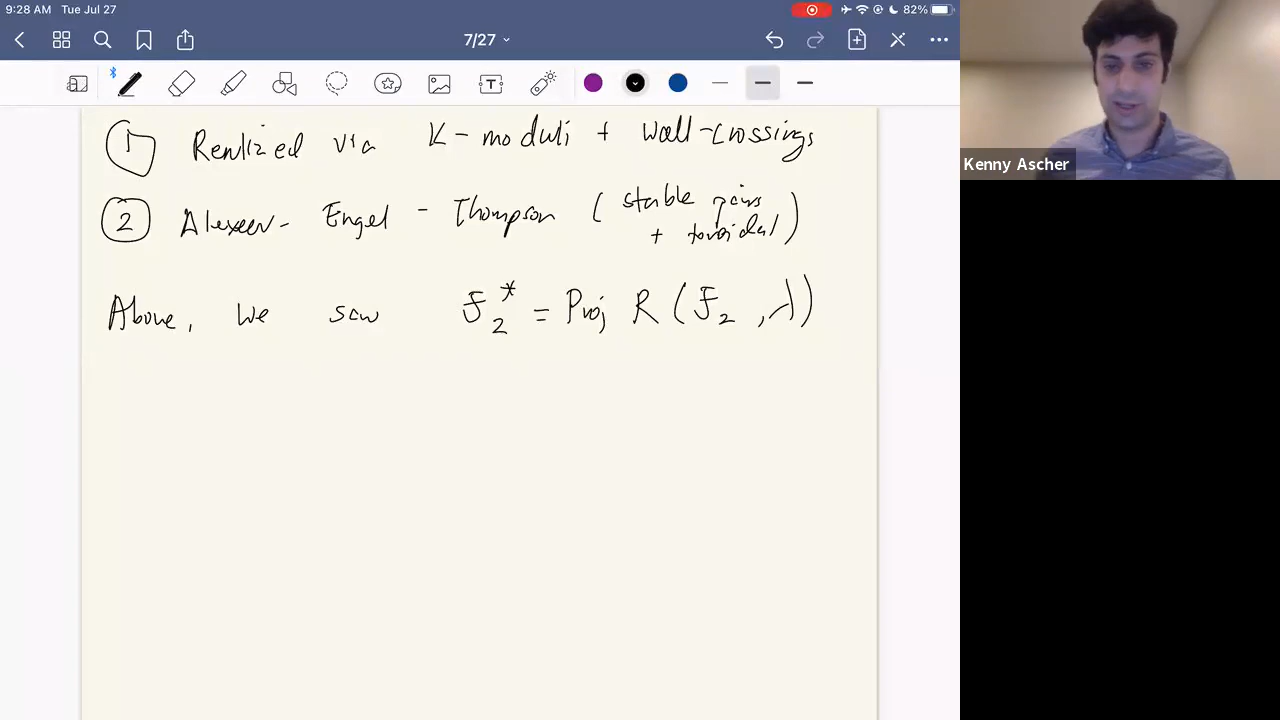 9:28 AM Tue Jul 27
82%
7/27
Kenny Ascher
① Realized via K-moduli + wall-crossings
② Alexeev-Engel-Thompson (stable pairs + toroidal)
Above, we saw F₂* = Proj R(F₂, λ)